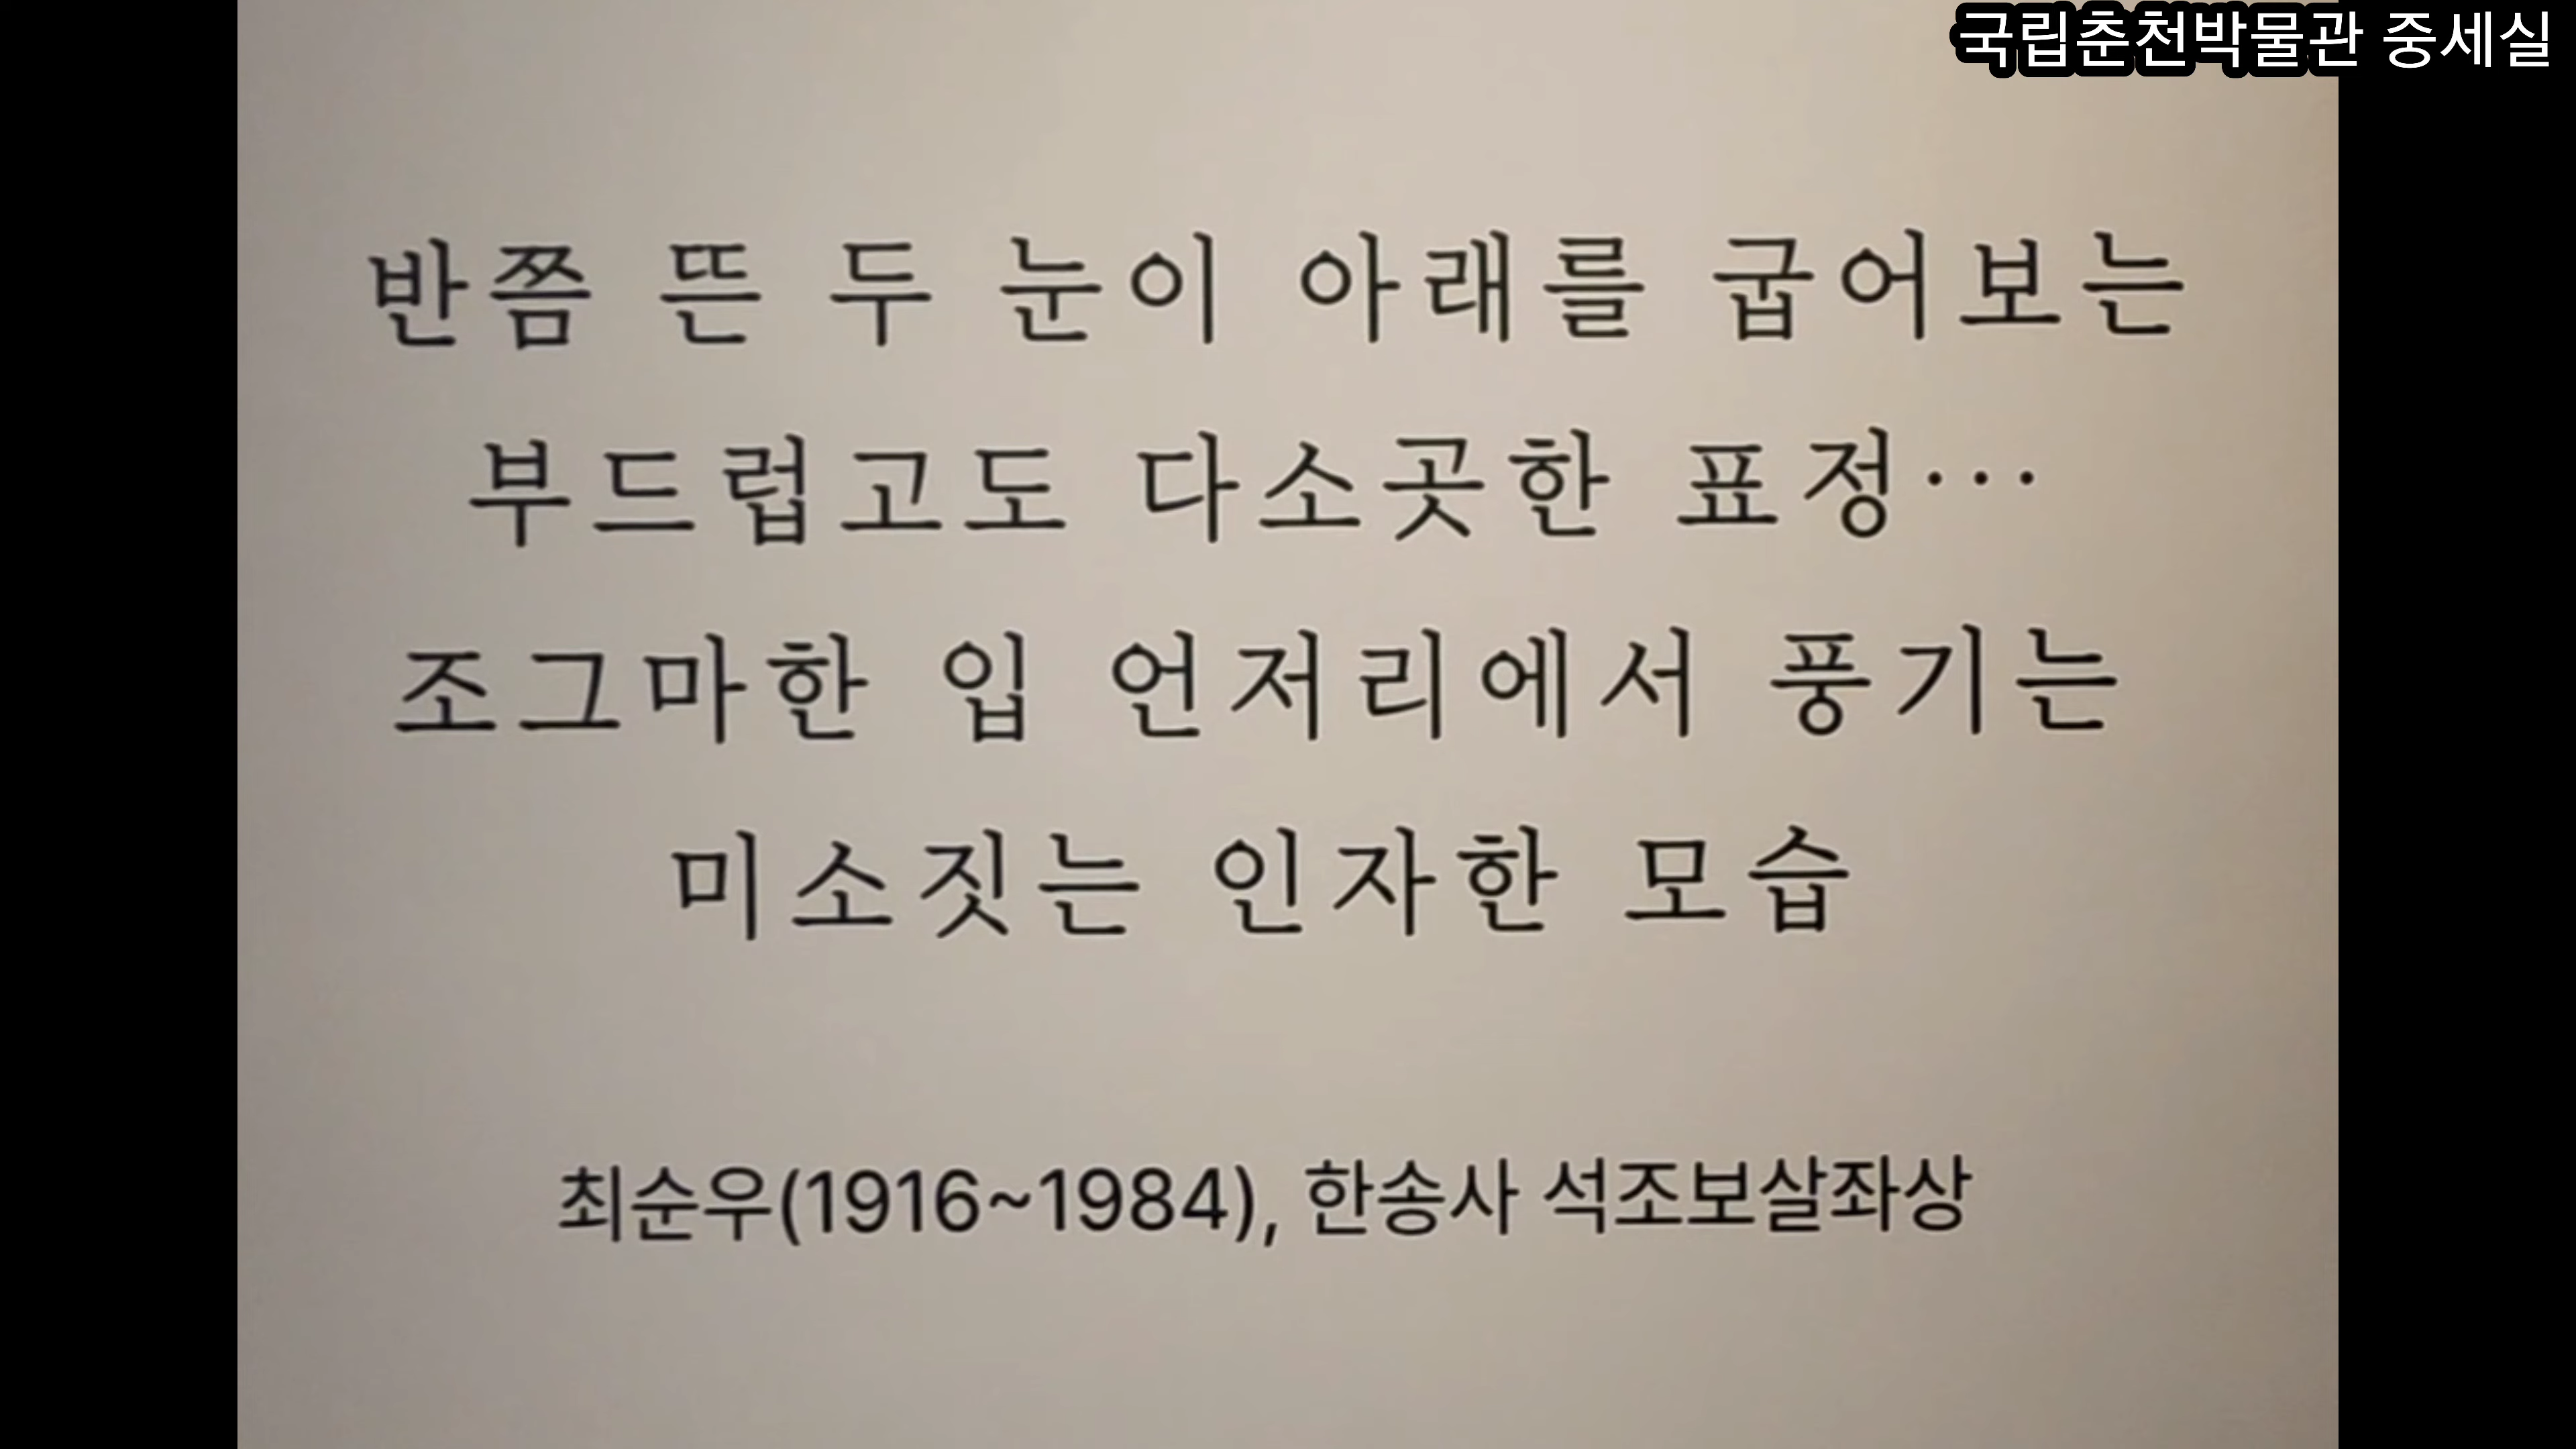 국립춘천박물관 중세실
반쯤 뜬 두 눈이 아래를 굽어보는
부드럽고도 다소곳한 표정…
조그마한 입 언저리에서 풍기는
미소짓는 인자한 모습
최순우(1916~1984), 한송사 석조보살좌상